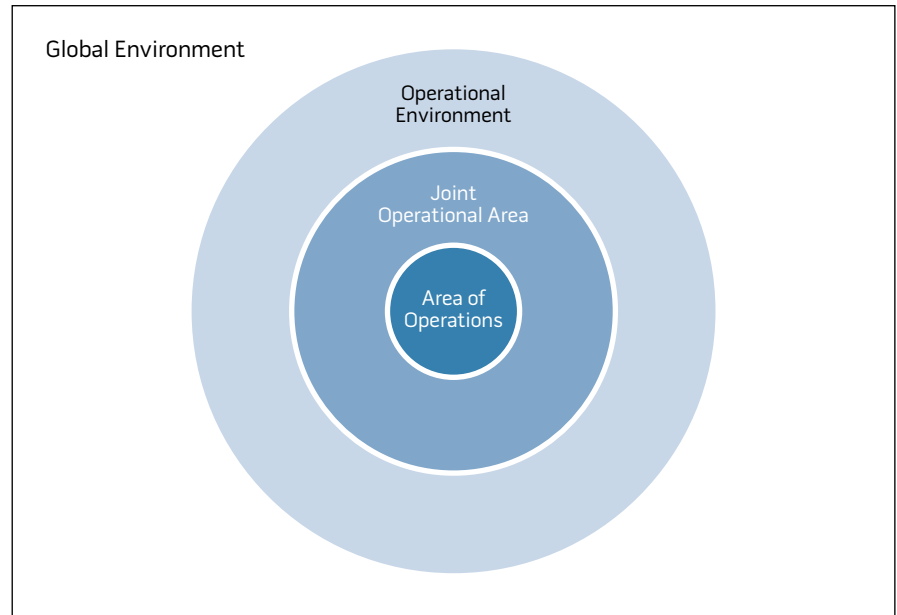 Global Environment
Operational
Environment
Joint
Operational Area
Area of
Operations